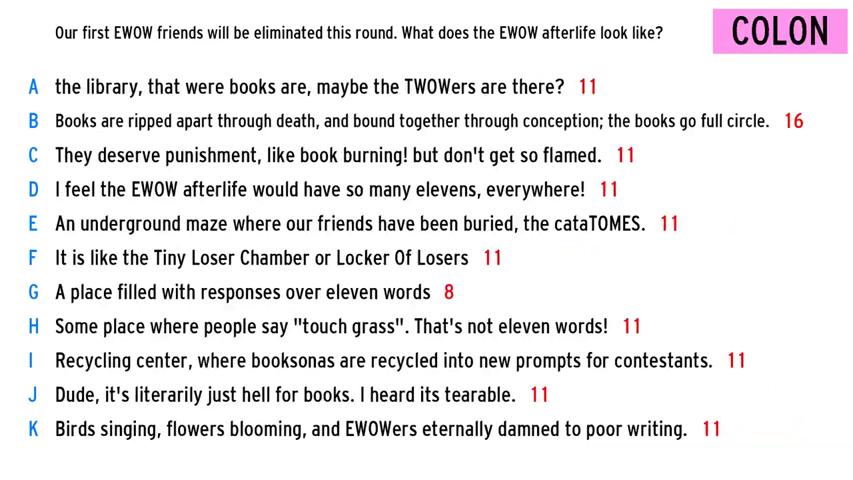 Our first EWOW friends will be eliminated this round. What does the EWOW afterlife look like?
COLON
A the library, that were books are, maybe the TWOWers are there? 11
B Books are ripped apart through death, and bound together through conception; the books go full circle. 16
C They deserve punishment, like book burning! but don't get so flamed. 11
D I feel the EWOW afterlife would have so many elevens, everywhere! 11
E An underground maze where our friends have been buried, the cataTOMES. 11
F It is like the Tiny Loser Chamber or Locker Of Losers 11
G A place filled with responses over eleven words 8
H Some place where people say "touch grass". That's not eleven words! 11
I Recycling center, where booksonas are recycled into new prompts for contestants. 11
J Dude, it's literarily just hell for books. I heard its tearable. 11
K Birds singing, flowers blooming, and EWOWers eternally damned to poor writing. 11